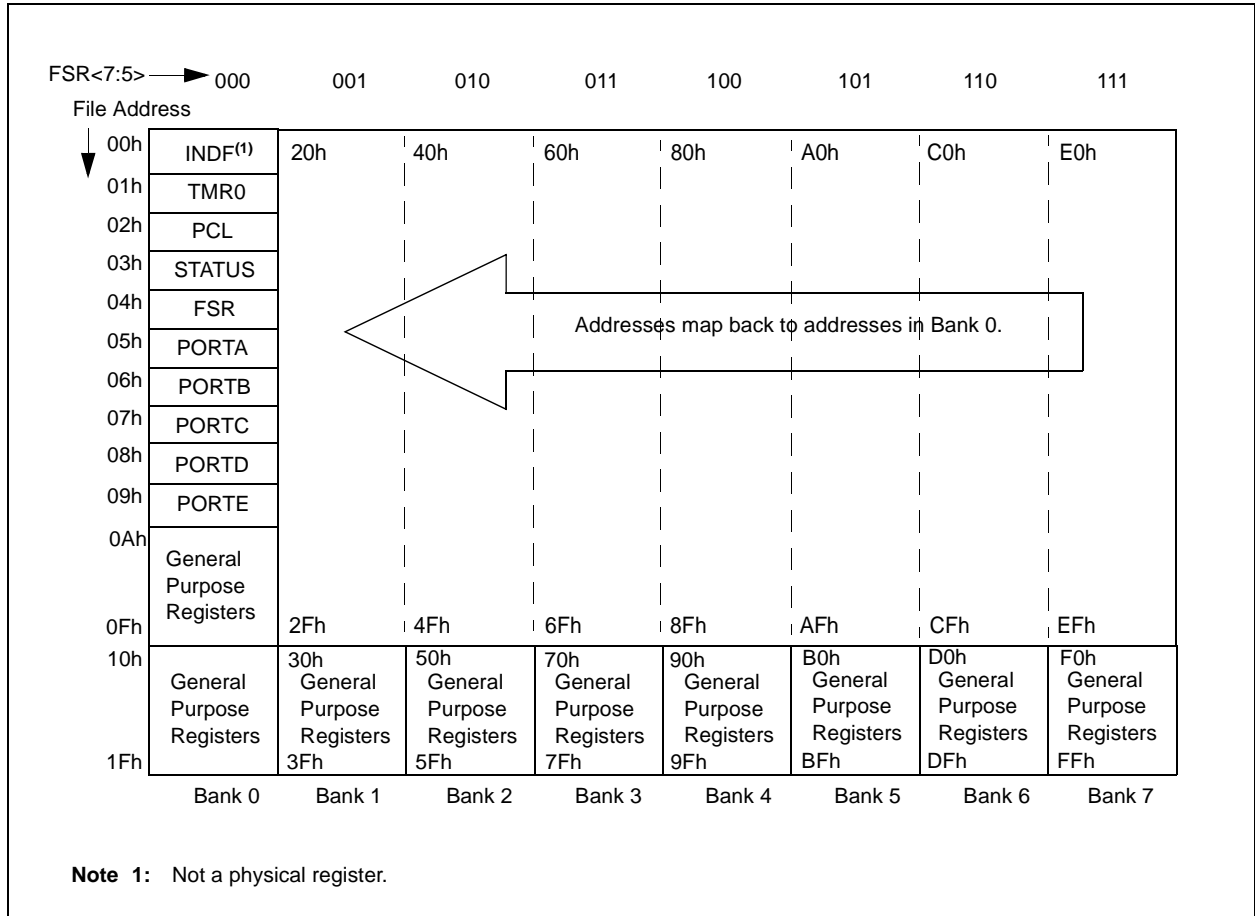 FSR<7:5> 000 001 010 011 100 101 110 111
File Address
00h INDF(1) 20h 40h 60h 80h A0h C0h E0h
01h TMR0
02h PCL
03h STATUS
04h FSR
Addresses map back to addresses in Bank 0.
05h PORTA
06h PORTB
07h PORTC
08h PORTD
09h PORTE
0Ah
General
Purpose
Registers
0Fh 2Fh 4Fh 6Fh 8Fh AFh CFh EFh
10h 30h 50h 70h 90h B0h D0h F0h
General General General General General General General General
Purpose Purpose Purpose Purpose Purpose Purpose Purpose Purpose
Registers Registers Registers Registers Registers Registers Registers Registers
1Fh 3Fh 5Fh 7Fh 9Fh BFh DFh FFh
Bank 0 Bank 1 Bank 2 Bank 3 Bank 4 Bank 5 Bank 6 Bank 7
Note 1: Not a physical register.